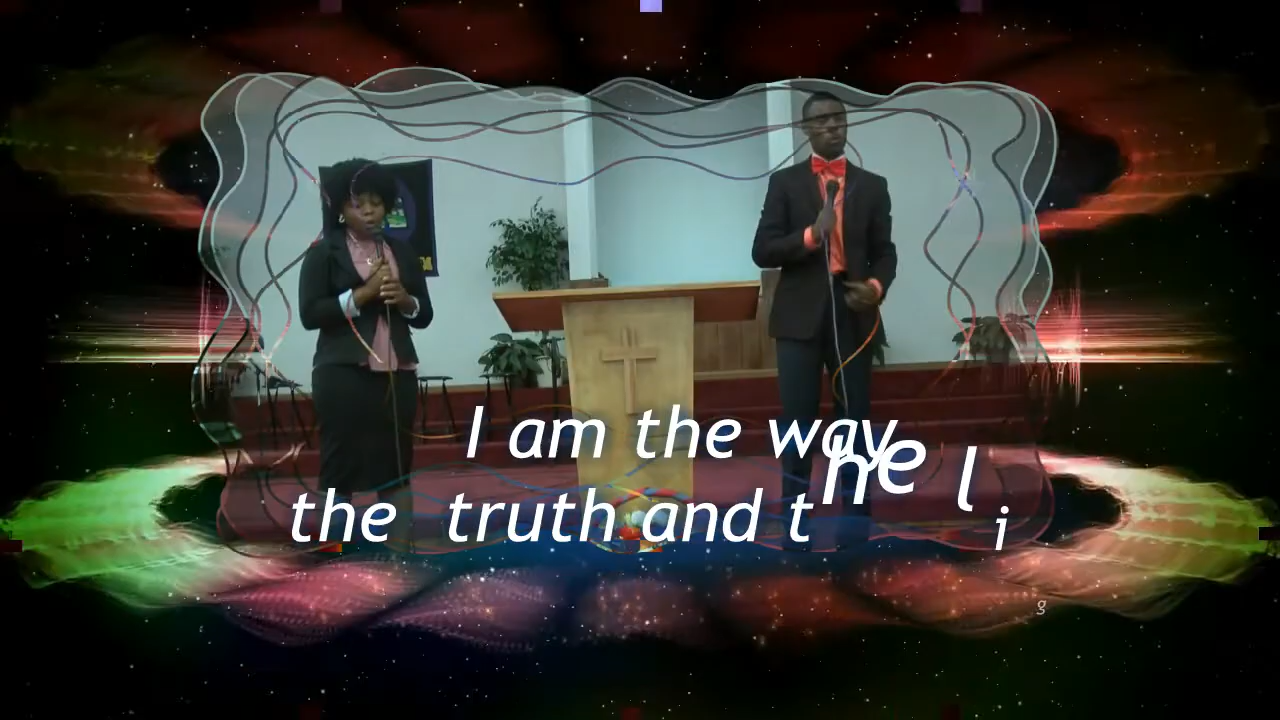 I am the way
the truth and the li
g